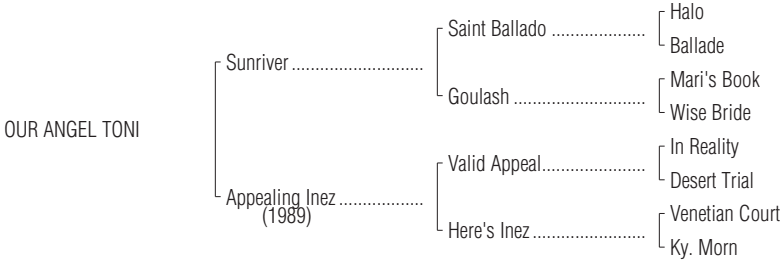 Halo
Saint Ballado ....................
Ballade
Sunriver ............................
Mari's Book
Goulash ............................
Wise Bride
OUR ANGEL TONI
In Reality
Valid Appeal......................
Desert Trial
Appealing Inez ..................
(1989)
Venetian Court
Here's Inez ........................
Ky. Morn